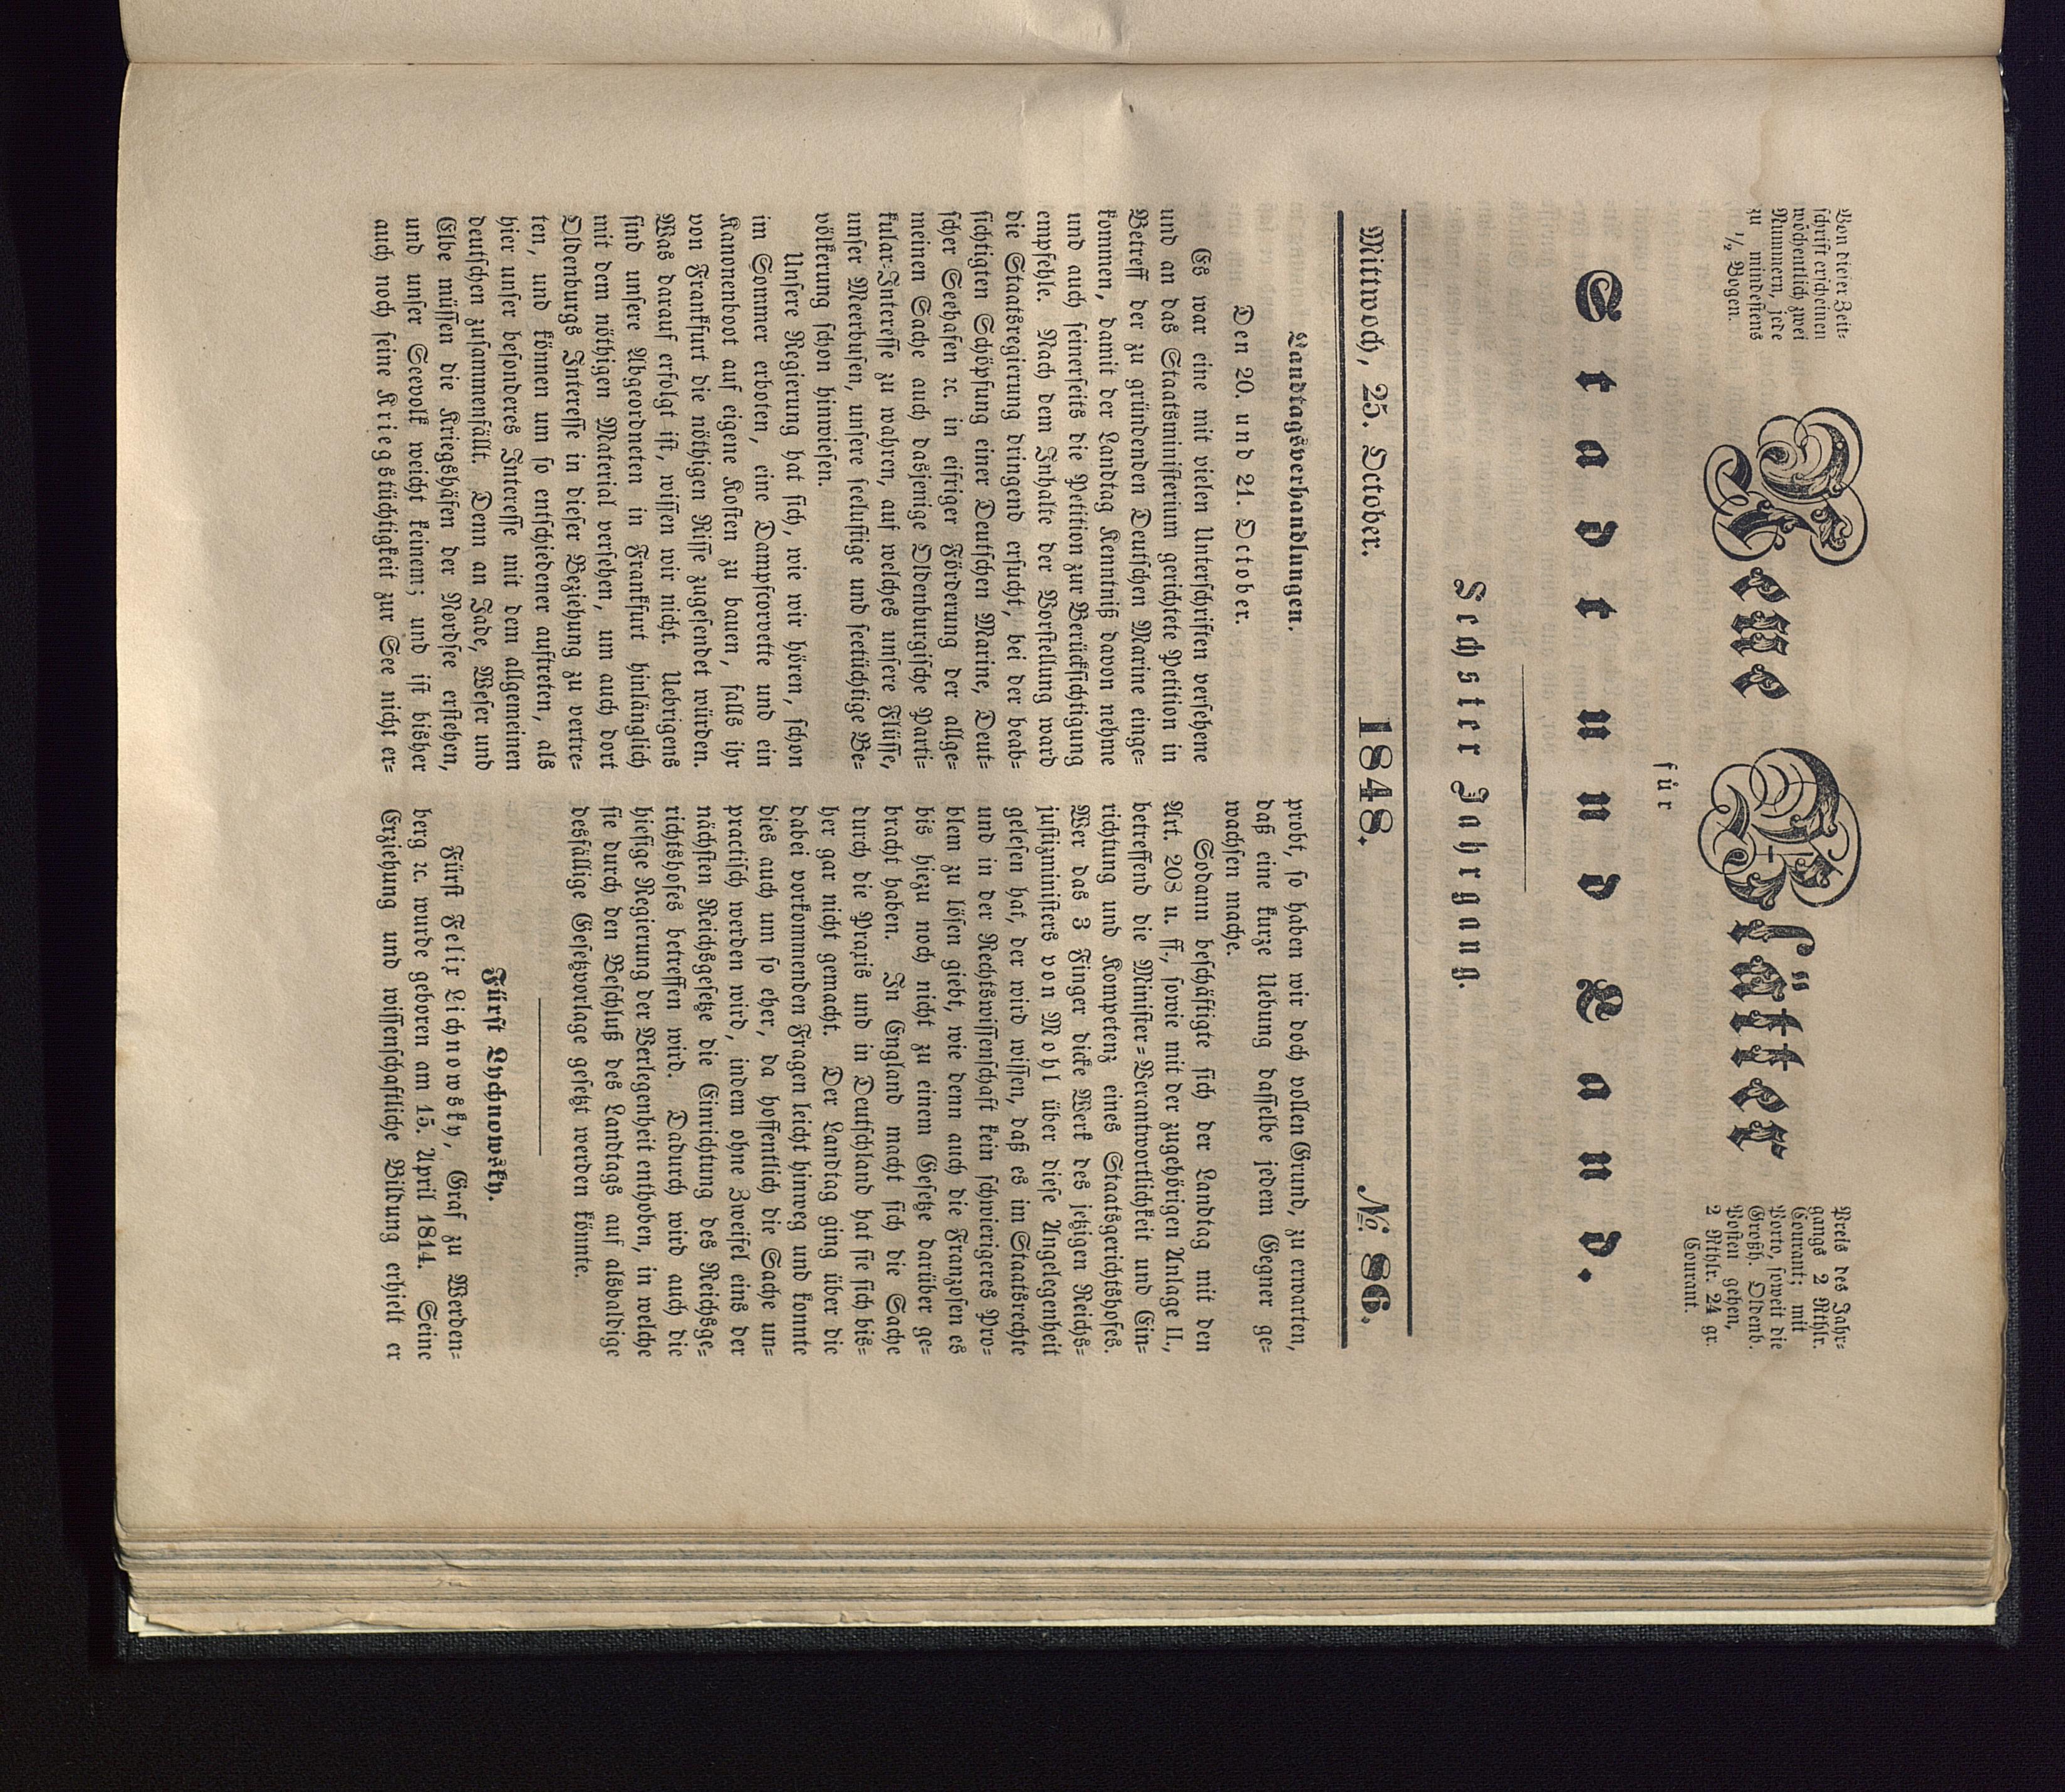 Von dieser Zeit-
schrift erscheinen
wöchentlich zwei
Nummern, jede
zu mindestens
1/2 Bogen.
Neue Blätter
Preis des Jahr-
gangs 2 Rthlr.
Courant; mit
Porto, soweit die
Großh. Oldenb.
Posten gehen,
2 Rthlr. 24 gr.
Courant.
für
Stadt und Land.
Sechster Jahrgang.
Mittwoch, 25. October. 1848. № 86.
Landtagsverhandlungen.
Den 20. und 21. October.
Es war eine mit vielen Unterschriften versehene
und an das Staatsministerium gerichtete Petition in
Betreff der zu gründenden Deutschen Marine einge-
kommen, damit der Landtag Kenntniß davon nehme
und auch seinerseits die Petition zur Berücksichtigung
empfehle. Nach dem Inhalte der Vorstellung ward
die Staatsregierung dringend ersucht, bei der beab-
sichtigten Schöpfung einer Deutschen Marine, Deut-
scher Seehafen ꝛc. in eifriger Förderung der allge-
meinen Sache auch dasjenige Oldenburgische Parti-
kular-Interesse zu wahren, auf welches unsere Flüsse,
unser Meerbusen, unsere seelustige und seetüchtige Be-
völkerung schon hinwiesen.
Unsere Regierung hat sich, wie wir hören, schon
im Sommer erboten, eine Dampfcorvette und ein
Kanonenboot auf eigene Kosten zu bauen, falls ihr
von Frankfurt die nöthigen Risse zugesendet würden.
Was darauf erfolgt ist, wissen wir nicht. Uebrigens
sind unsere Abgeordneten in Frankfurt hinlänglich
mit dem nöthigen Material versehen, um auch dort
Oldenburgs Interesse in dieser Beziehung zu vertre-
ten, und können um so entschiedener auftreten, als
hier unser besonderes Interesse mit dem allgemeinen
deutschen zusammenfällt. Denn an Jade, Weser und
Elbe müssen die Kriegshäfen der Nordsee erstehen,
und unser Seevolk weicht keinem; und ist bisher
auch noch seine Kriegstüchtigkeit zur See nicht er-
probt, so haben wir doch vollen Grund, zu erwarten,
daß eine kurze Uebung dasselbe jedem Gegner ge-
wachsen mache.
Sodann beschäftigte sich der Landtag mit den
Art. 208 u. ff., sowie mit der zugehörigen Anlage II.,
betreffend die Minister-Verantwortlichkeit und Ein-
richtung und Kompetenz eines Staatsgerichtshofes.
Wer das 3 Finger dicke Werk des jetzigen Reichs-
justizministers von Mohl über diese Angelegenheit
gelesen hat, der wird wissen, daß es im Staatsrechte
und in der Rechtswissenschaft kein schwierigeres Pro-
blem zu lösen giebt, wie denn auch die Franzosen es
bis hiezu noch nicht zu einem Gesetze darüber ge-
bracht haben. In England macht sich die Sache
durch die Praxis und in Deutschland hat sie sich bis-
her gar nicht gemacht. Der Landtag ging über die
dabei vorkommenden Fragen leicht hinweg und konnte
dies auch um so eher, da hoffentlich die Sache un-
practisch werden wird, indem ohne Zweifel eins der
nächsten Reichsgesetze die Einrichtung des Reichsge-
richtshofes betreffen wird. Dadurch wird auch die
hiesige Regierung der Verlegenheit enthoben, in welche
sie durch den Beschluß des Landtags auf alsbaldige
desfällige Gesetzvorlage gesetzt werden könnte.
Fürst Lychnowsky.
Fürst Felix Lichnowsky, Graf zu Werden-
berg ꝛc. wurde geboren am 15. April 1814. Seine
Erziehung und wissenschaftliche Bildung erhielt er